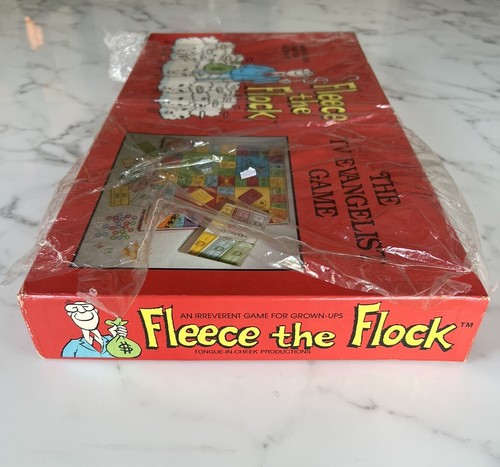 Fleece
the
Flock
THE
TV EVANGELIST
GAME
AN IRREVERENT GAME FOR GROWN-UPS
Fleece the Flock™
TONGUE-IN-CHEEK PRODUCTIONS
$